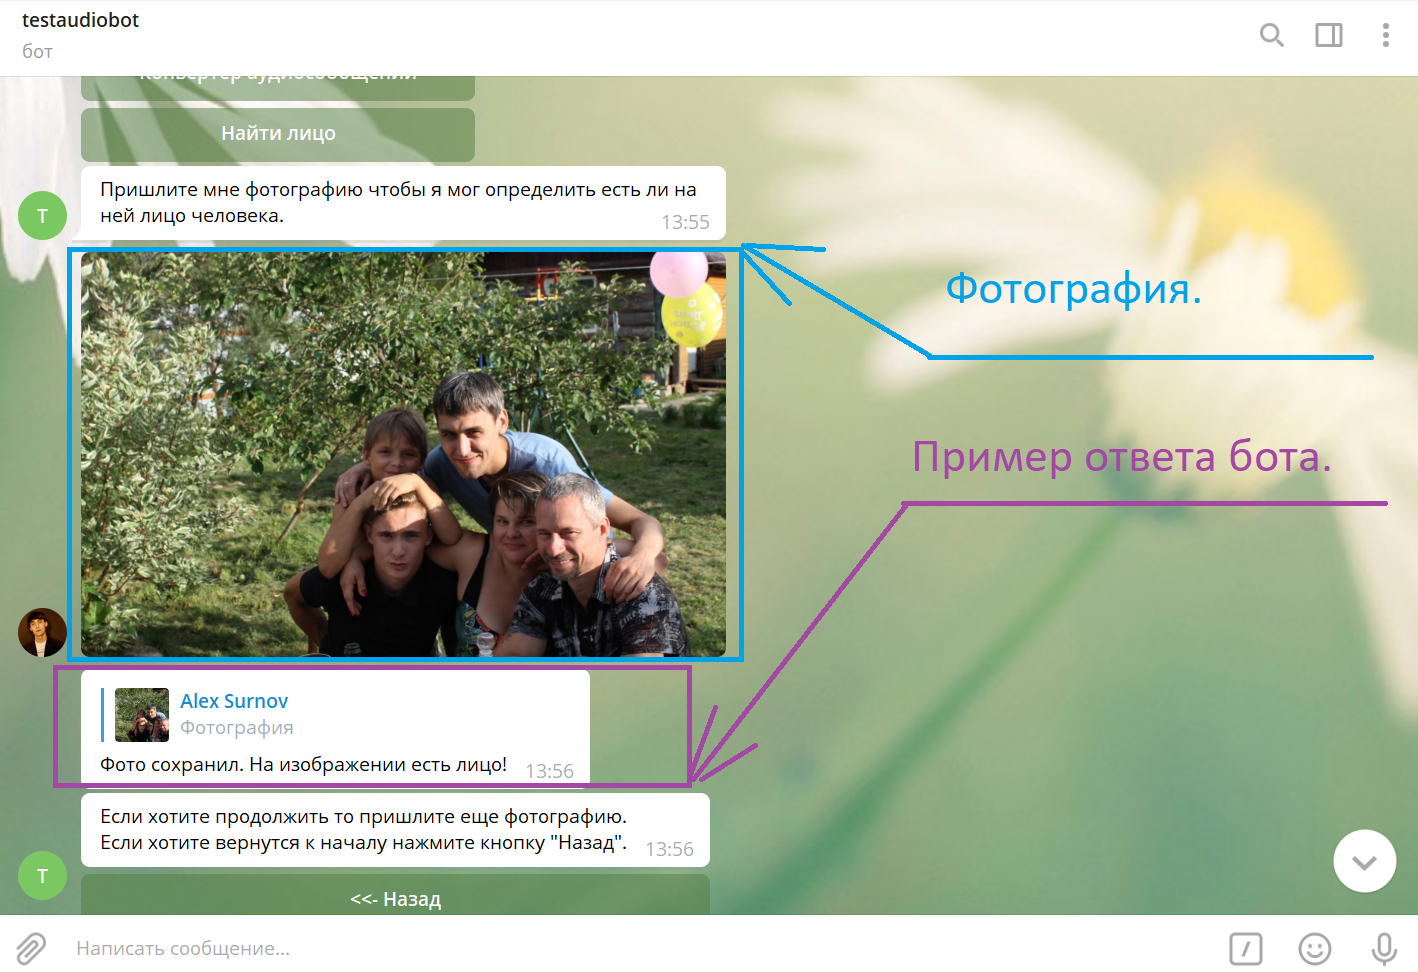 testaudiobot
бот
Конвертер аудиосообщений
Найти лицо
Пришлите мне фотографию чтобы я мог определить есть ли на
ней лицо человека.
13:55
T
Фотография.
Пример ответа бота.
Alex Surnov
Фотография
Фото сохранил. На изображении есть лицо!
13:56
Если хотите продолжить то пришлите еще фотографию.
Если хотите вернутся к началу нажмите кнопку "Назад".
13:56
T
<<- Назад
Написать сообщение...